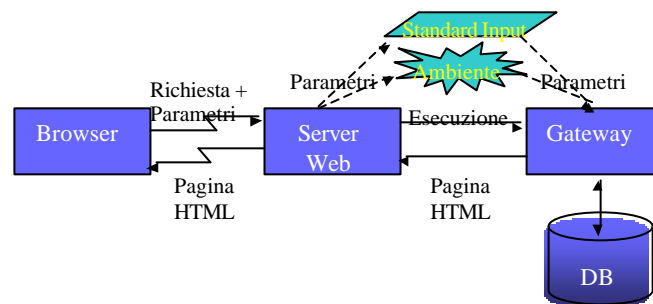 Standard Input
Ambiente
Parametri
Parametri
Richiesta +
Parametri
Browser
Server
Web
Esecuzione
Gateway
Pagina
HTML
Pagina
HTML
DB